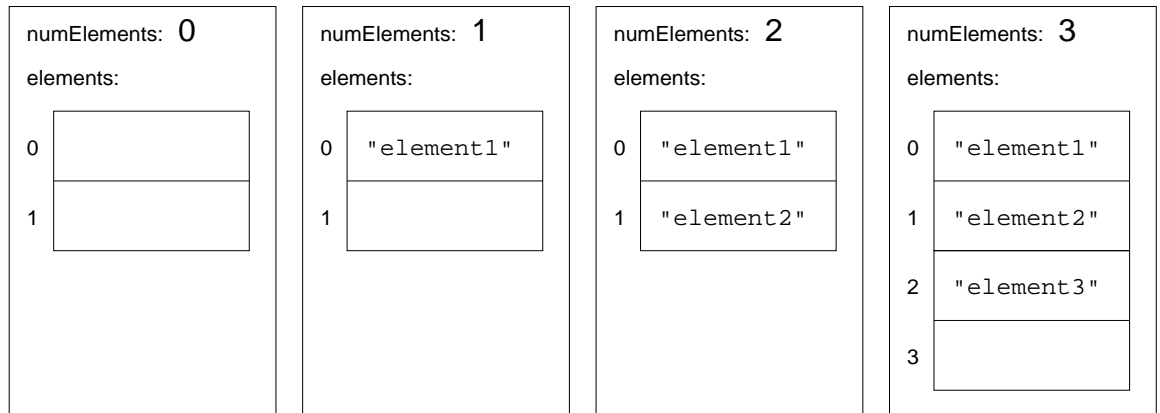 numElements: 0
elements:
0
1
numElements: 1
elements:
0 "element1"
1
numElements: 2
elements:
0 "element1"
1 "element2"
numElements: 3
elements:
0 "element1"
1 "element2"
2 "element3"
3